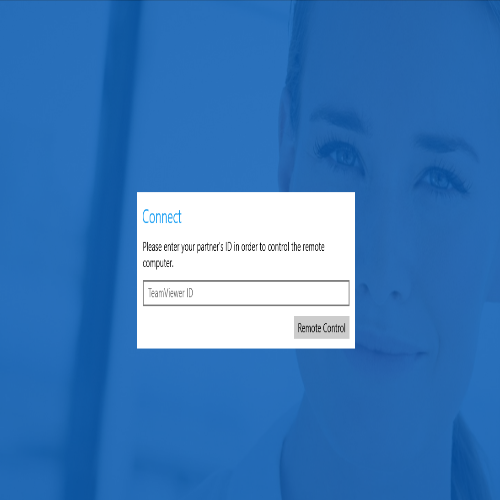 Connect
Please enter your partner's ID in order to control the remote
computer.
TeamViewer ID
Remote Control